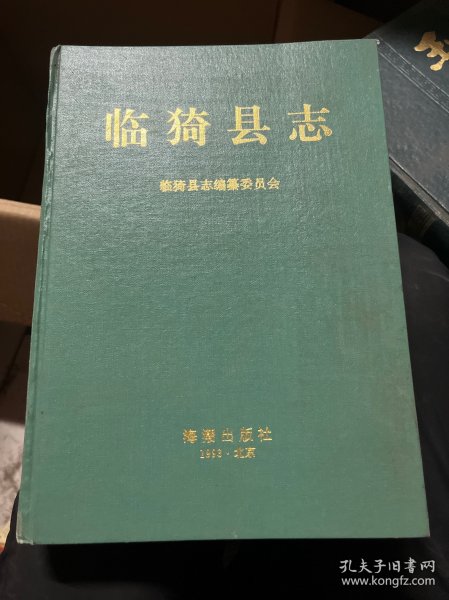 临猗县志
临猗县志编纂委员会
海潮出版社
1993·北京
孔夫子旧书网
www.kongfz.com